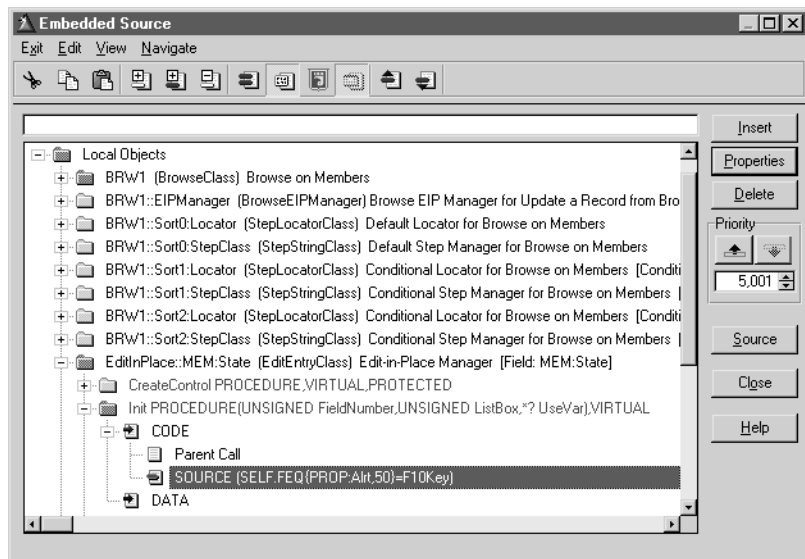 Embedded Source
Exit Edit View Navigate
Insert
Properties
Delete
Priority
5,001
Source
Close
Help
Local Objects
BRW1 (BrowseClass) Browse on Members
BRW1::EIPManager (BrowseEIPManager) Browse EIP Manager for Update a Record from Bro
BRW1::Sort0:Locator (StepLocatorClass) Default Locator for Browse on Members
BRW1::Sort0:StepClass (StepStringClass) Default Step Manager for Browse on Members
BRW1::Sort1:Locator (StepLocatorClass) Conditional Locator for Browse on Members [Conditi
BRW1::Sort1:StepClass (StepStringClass) Conditional Step Manager for Browse on Members [
BRW1::Sort2:Locator (StepLocatorClass) Conditional Locator for Browse on Members [Conditi
BRW1::Sort2:StepClass (StepStringClass) Conditional Step Manager for Browse on Members [
EditInPlace::MEM:State (EditEntryClass) Edit-in-Place Manager [Field: MEM:State]
CreateControl PROCEDURE,VIRTUAL,PROTECTED
Init PROCEDURE(UNSIGNED FieldNumber,UNSIGNED ListBox,*? UseVar),VIRTUAL
CODE
Parent Call
SOURCE (SELF.FEQ{PROP:Alrt,50}=F10Key)
DATA